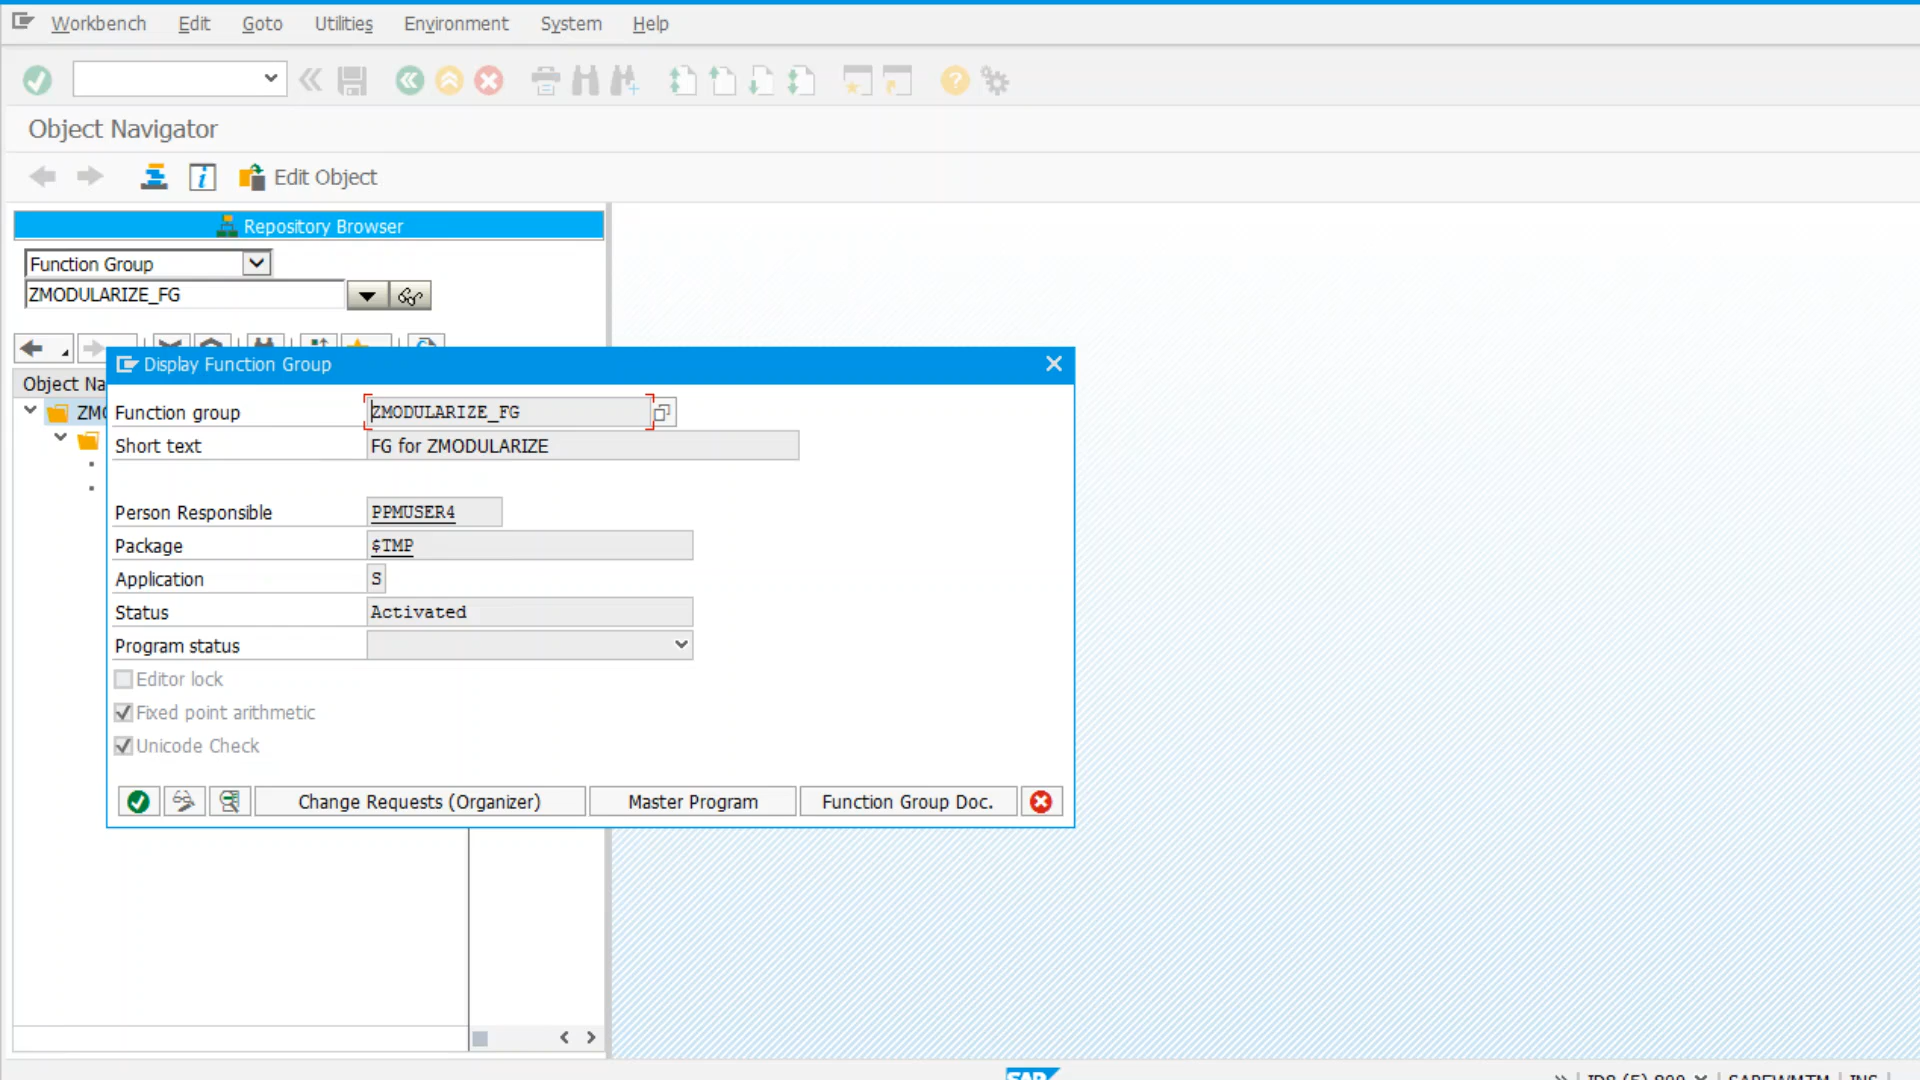 Workbench Edit Goto Utilities Environment System Help
Object Navigator
Edit Object
Repository Browser
Function Group
ZMODULARIZE_FG
Object Na
ZMO
Display Function Group
Function group ZMODULARIZE_FG
Short text FG for ZMODULARIZE
Person Responsible PPMUSER4
Package $TMP
Application S
Status Activated
Program status
Editor lock
Fixed point arithmetic
Unicode Check
Change Requests (Organizer) Master Program Function Group Doc.
SAP